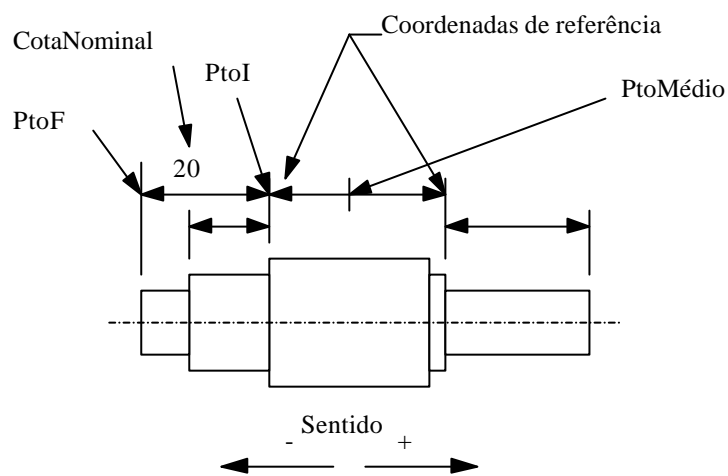 CotaNominal
Coordenadas de referência
PtoI
PtoMédio
PtoF
20
Sentido
- +